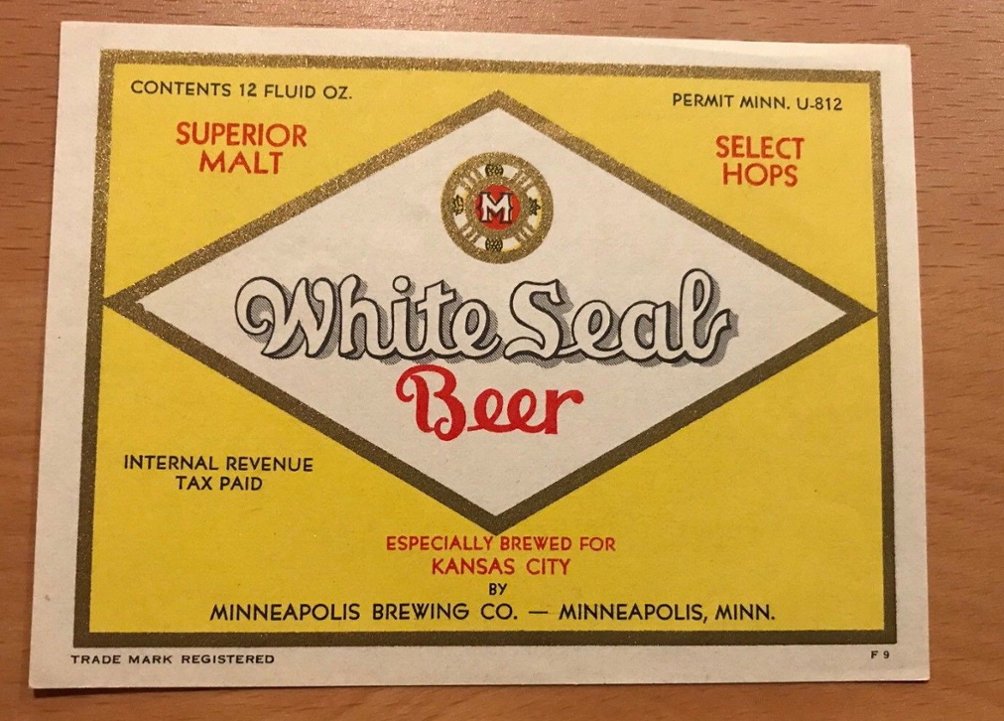 CONTENTS 12 FLUID OZ.
PERMIT MINN. U-812
SUPERIOR
MALT
SELECT
HOPS
M
White Seal
Beer
INTERNAL REVENUE
TAX PAID
ESPECIALLY BREWED FOR
KANSAS CITY
BY
MINNEAPOLIS BREWING CO. — MINNEAPOLIS, MINN.
TRADE MARK REGISTERED
F 9